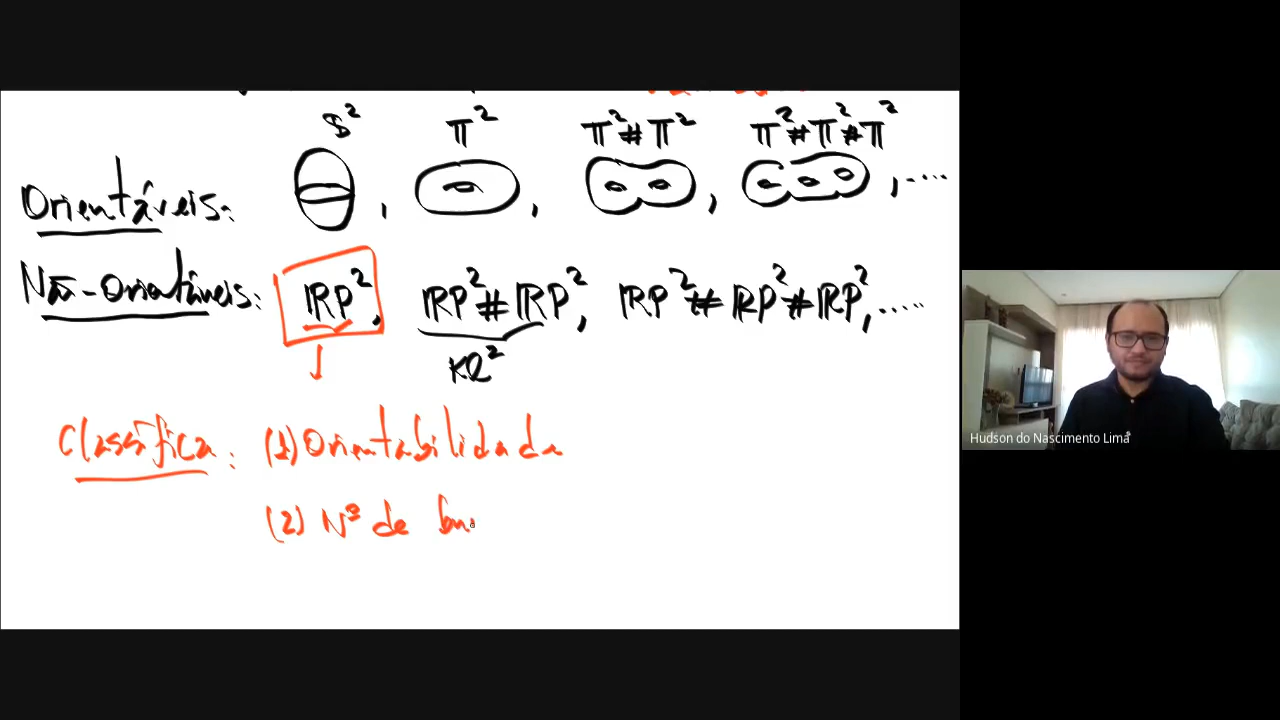 𝕊² 𝕋² 𝕋²#𝕋² 𝕋²#𝕋²#𝕋²
Orientáveis: , , , , ....
Não-Orientáveis: ℝP², ℝP²#ℝP², ℝP²#ℝP²#ℝP², .....
Classifica: (1) Orientabilidade
(2) Nº de bu
Hudson do Nascimento Lima